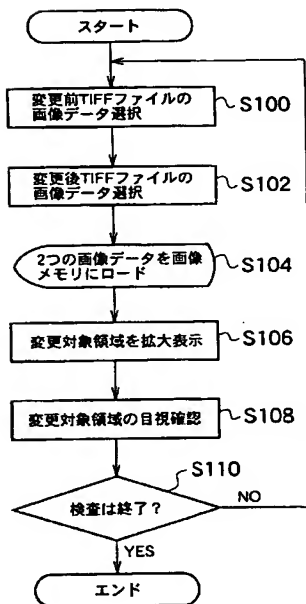 スタート
変更前TIFFファイルの
画像データ選択
S100
変更後TIFFファイルの
画像データ選択
S102
2つの画像データを画像
メモリにロード
S104
変更対象領域を拡大表示
S106
変更対象領域の目視確認
S108
S110
検査は終了?
NO
YES
エンド